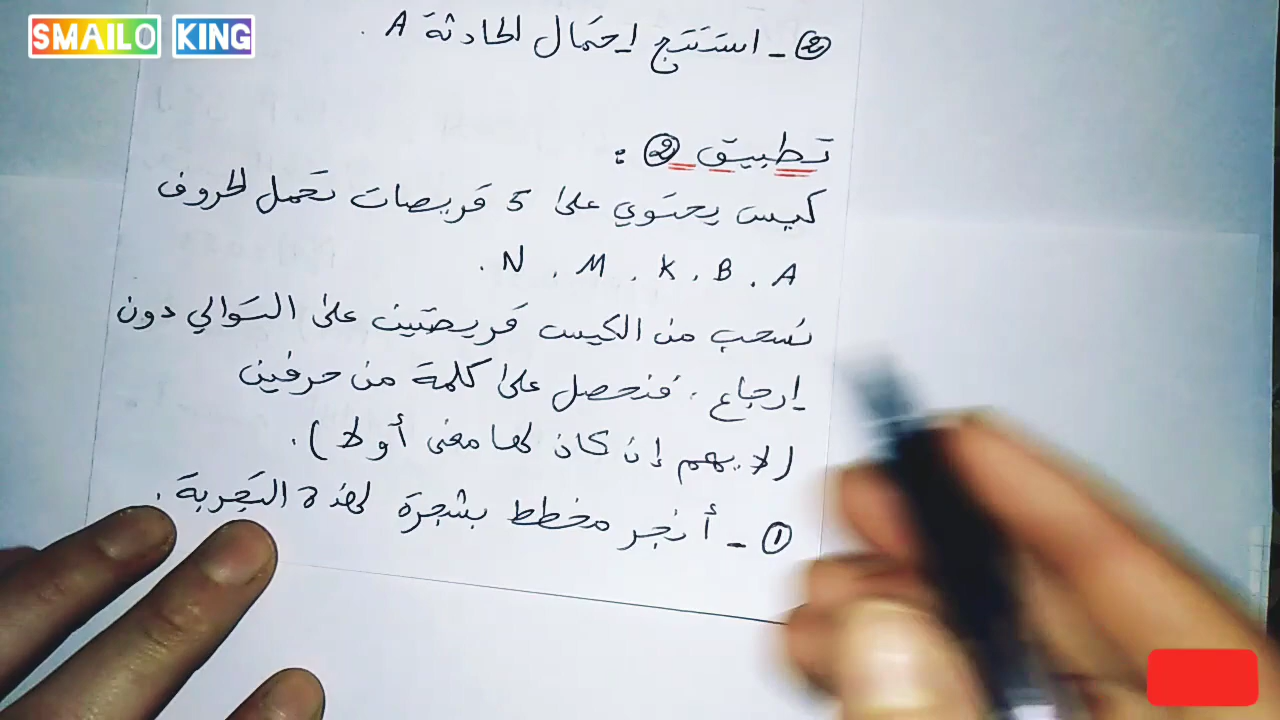 SMAILO KING
② - استنتج احتمال الحادثة A .
تطبيق ② :
كيس يحتوي على 5 قريصات تحمل الحروف
A . B . K . M . N .
نسحب من الكيس قريصتين على التوالي دون
إرجاع . فنحصل على كلمة من حرفين
( لا يهم إن كان لها معنى أولا ) .
① - أنجز مخطط بشجرة لهذه التجربة .